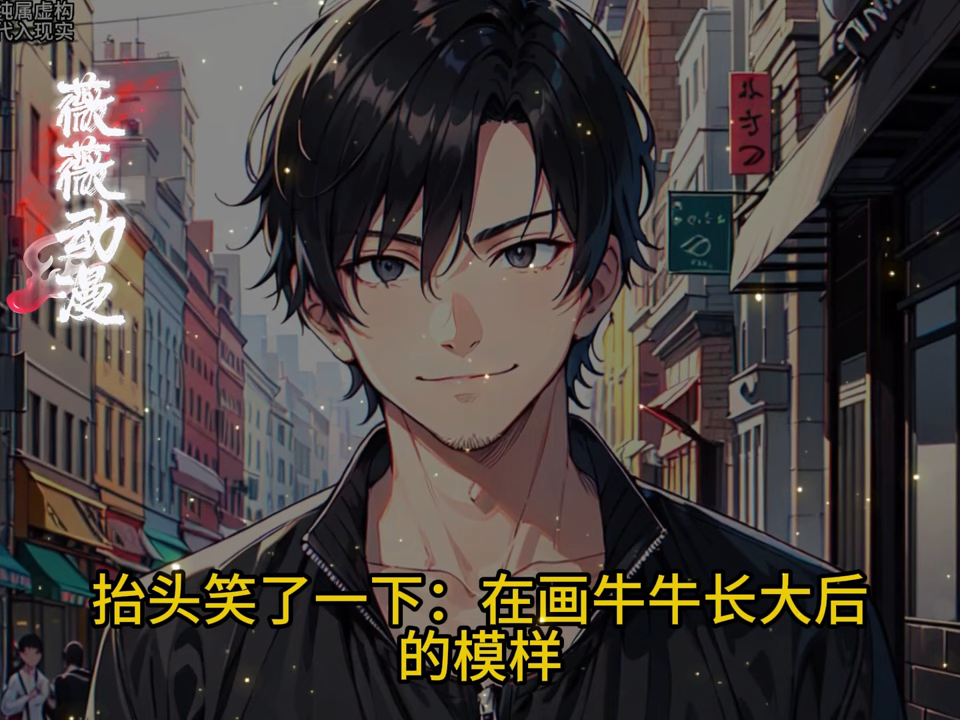 纯属虚构
代入现实
薇薇动漫
抬头笑了一下：在画牛牛长大后
的模样